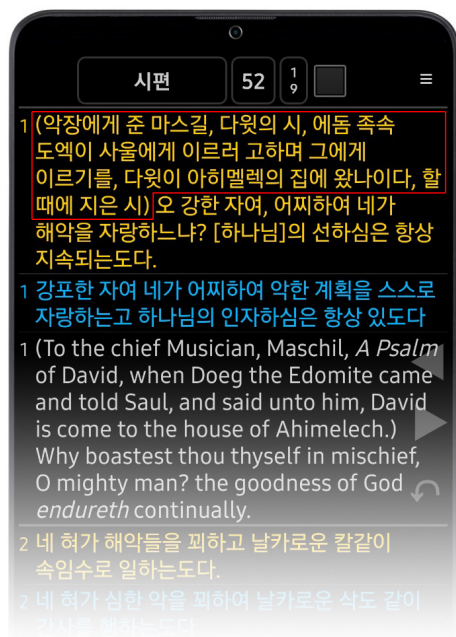 시편 52 1 9 ≡
1 (악장에게 준 마스길, 다윗의 시, 에돔 족속
도엑이 사울에게 이르러 고하며 그에게
이르기를, 다윗이 아히멜렉의 집에 왔나이다, 할
때에 지은 시) 오 강한 자여, 어찌하여 네가
해악을 자랑하느냐? [하나님]의 선하심은 항상
지속되는도다.
1 강포한 자여 네가 어찌하여 악한 계획을 스스로
자랑하는고 하나님의 인자하심은 항상 있도다
1 (To the chief Musician, Maschil, A Psalm
of David, when Doeg the Edomite came
and told Saul, and said unto him, David
is come to the house of Ahimelech.)
Why boastest thou thyself in mischief,
O mighty man? the goodness of God
endureth continually.
2 네 혀가 해악들을 꾀하고 날카로운 칼같이
속임수로 일하는도다.
2 네 혀가 심한 악을 꾀하여 날카로운 삭도 같이
간사를 행하는도다